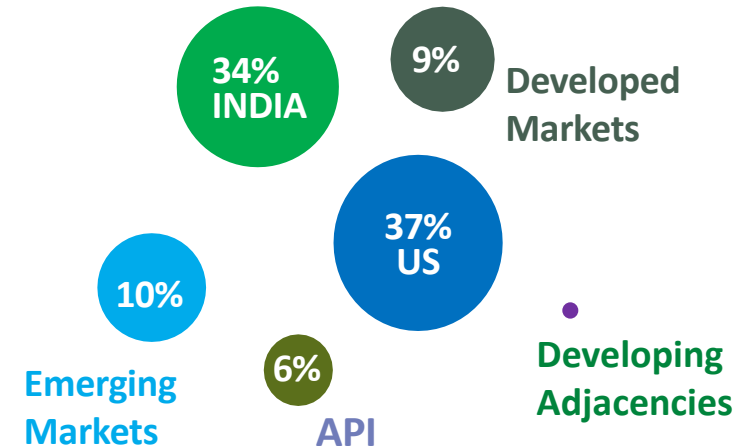 34%
INDIA
9%
Developed
Markets
37%
US
10%
Emerging
Markets
6%
API
Developing
Adjacencies